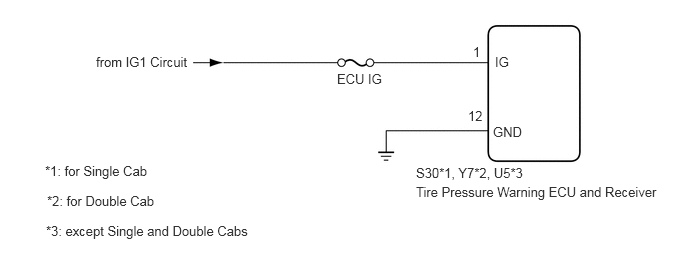 from IG1 Circuit
ECU IG
1
IG
12
GND
S30*1, Y7*2, U5*3
Tire Pressure Warning ECU and Receiver
*1: for Single Cab
*2: for Double Cab
*3: except Single and Double Cabs